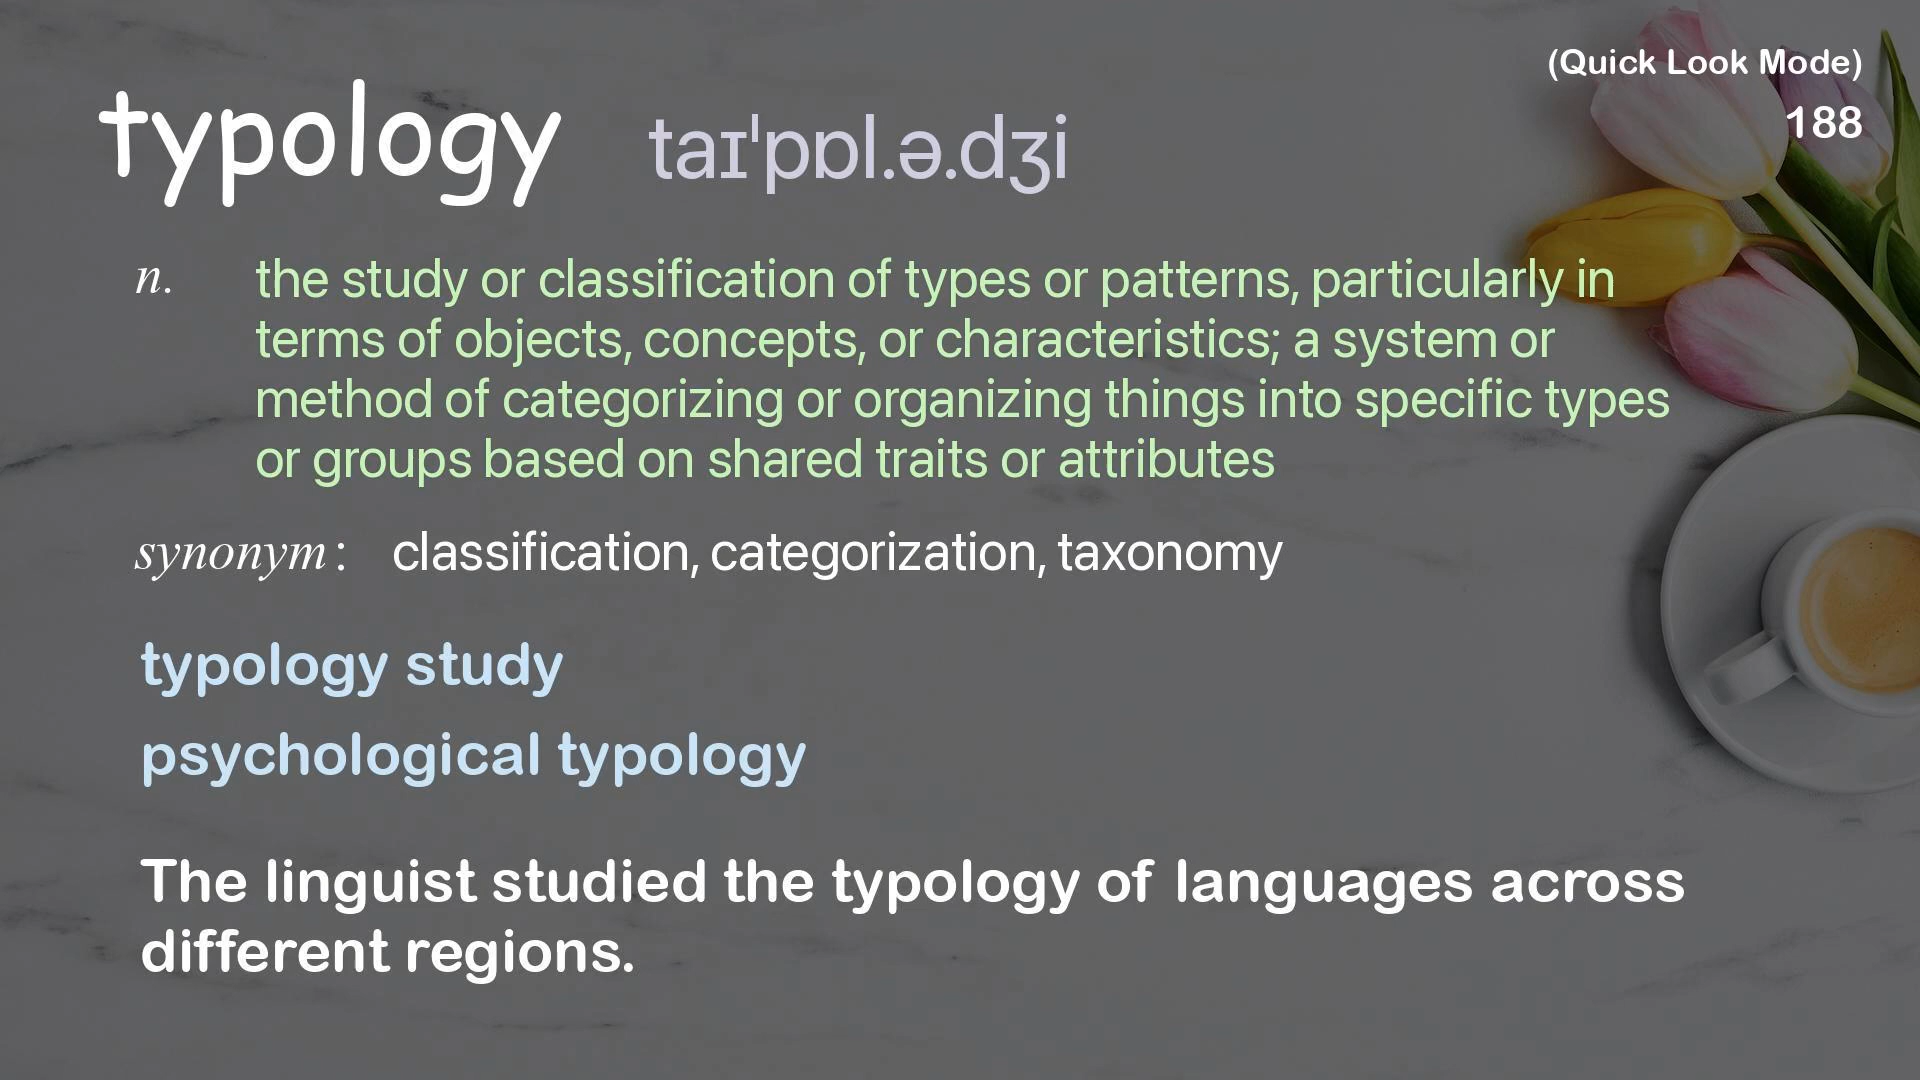 (Quick Look Mode)
188
typology taɪˈpɒl.ə.dʒi
n. the study or classification of types or patterns, particularly in
terms of objects, concepts, or characteristics; a system or
method of categorizing or organizing things into specific types
or groups based on shared traits or attributes
synonym: classification, categorization, taxonomy
typology study
psychological typology
The linguist studied the typology of languages across
different regions.